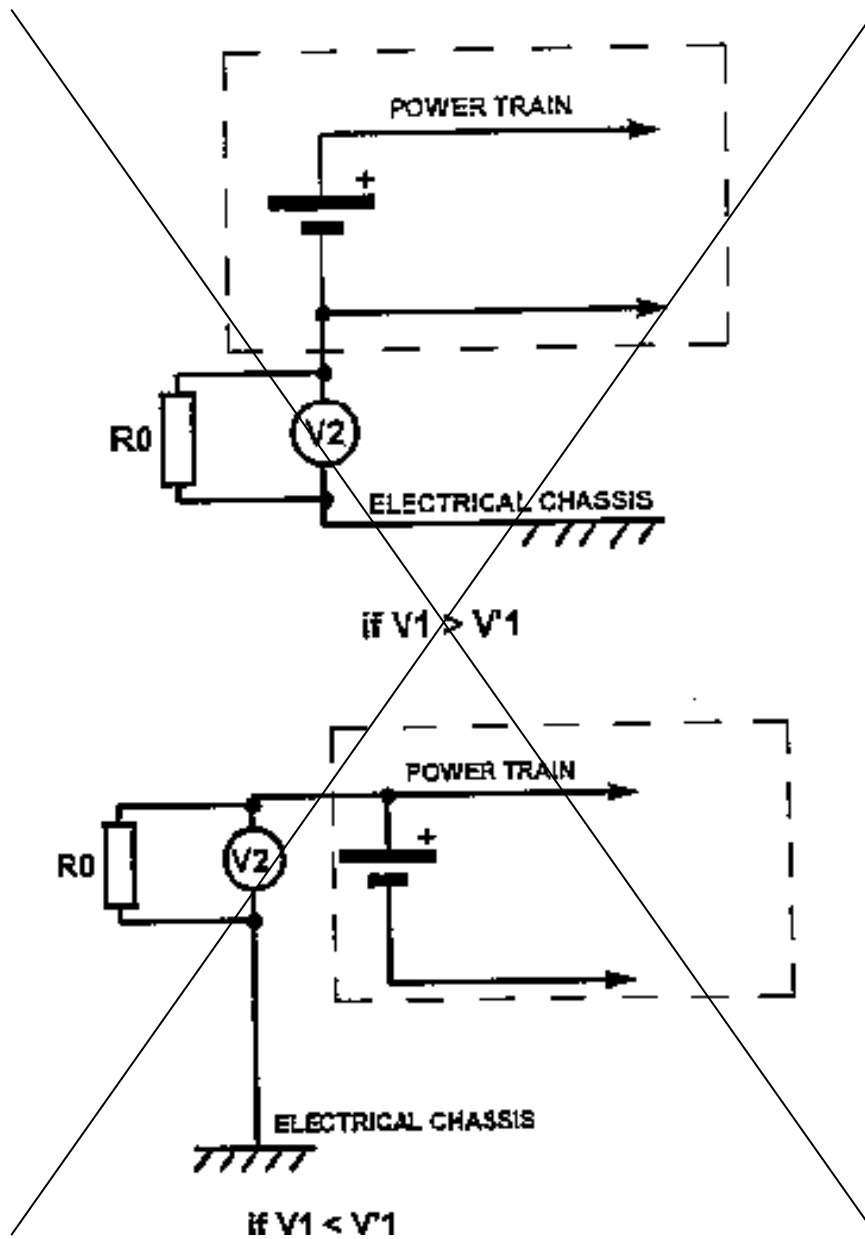 POWER TRAIN
+
R0
V2
ELECTRICAL CHASSIS
if V1 > V'1
POWER TRAIN
+
R0
V2
ELECTRICAL CHASSIS
if V1 < V'1